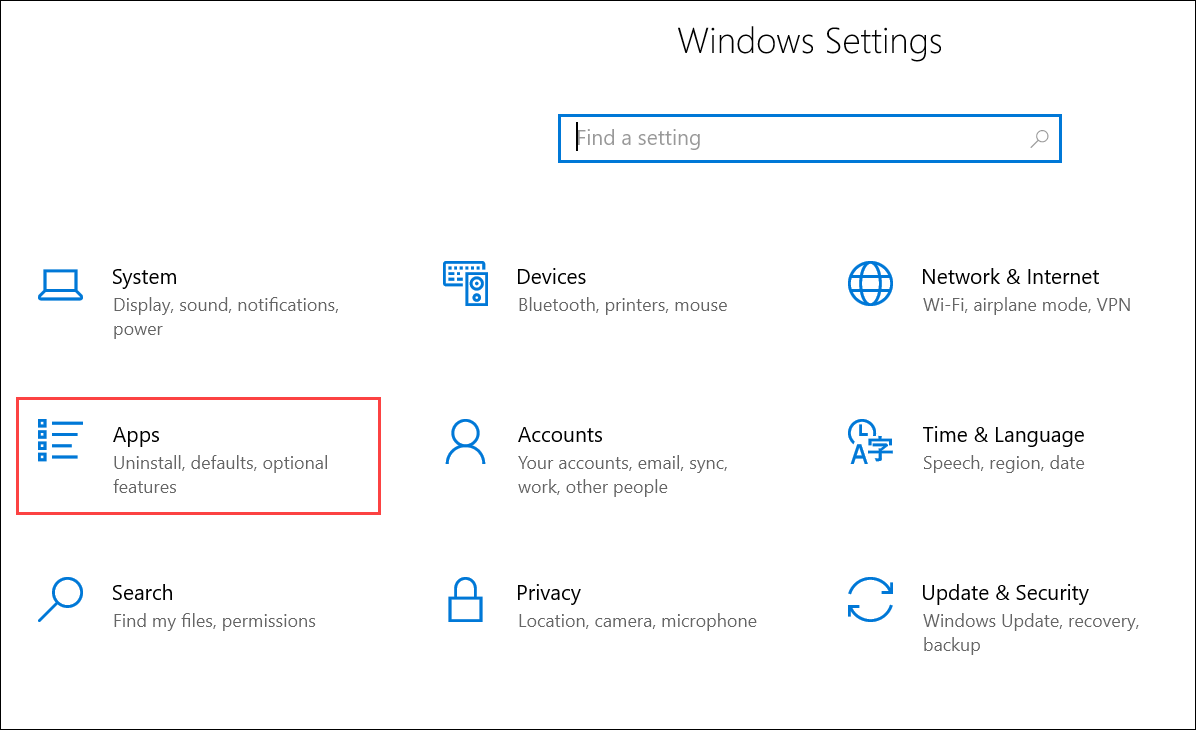 Windows Settings
Find a setting
System
Display, sound, notifications,
power
Devices
Bluetooth, printers, mouse
Network & Internet
Wi-Fi, airplane mode, VPN
Apps
Uninstall, defaults, optional
features
Accounts
Your accounts, email, sync,
work, other people
Time & Language
Speech, region, date
Search
Find my files, permissions
Privacy
Location, camera, microphone
Update & Security
Windows Update, recovery,
backup